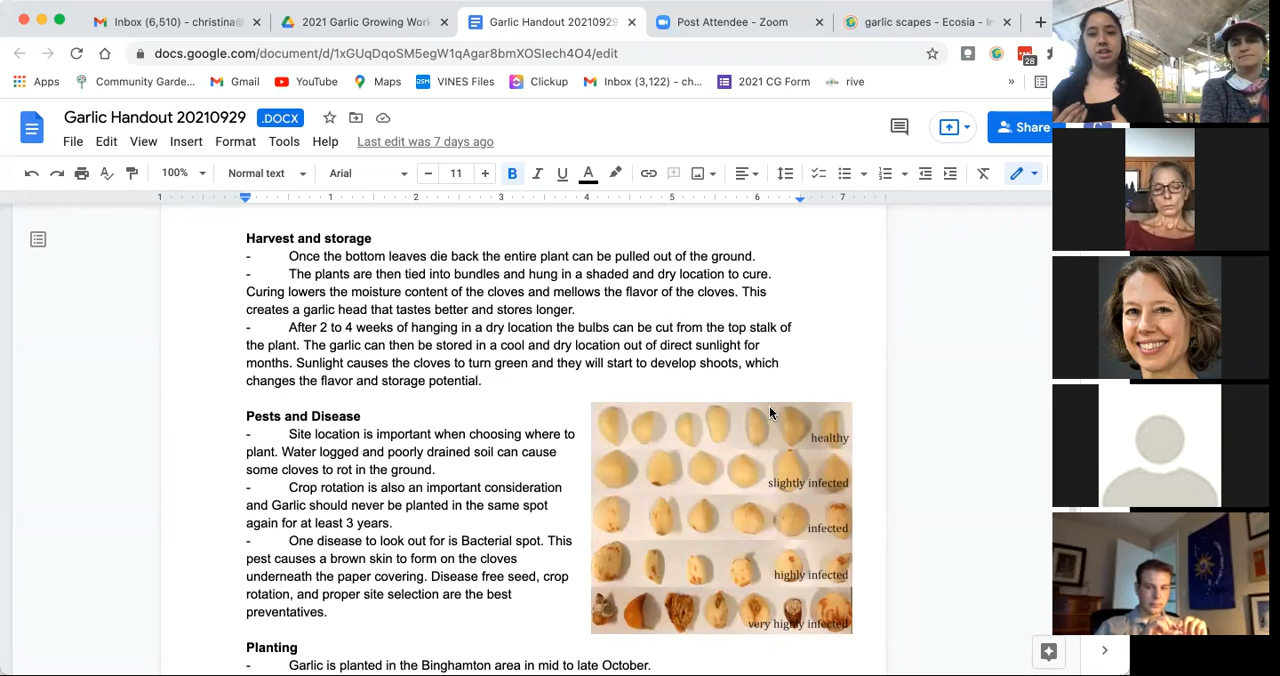 Inbox (6,510) - christina@
2021 Garlic Growing Work
Garlic Handout 20210929
Post Attendee - Zoom
garlic scapes - Ecosia - In
docs.google.com/document/d/1xGUqDqoSM5egW1qAgar8bmXOSIech4O4/edit
28
Apps
Community Garde...
Gmail
YouTube
Maps
DSM
VINES Files
Clickup
Inbox (3,122) - ch...
2021 CG Form
rive
»
Garlic Handout 20210929
.DOCX
File Edit View Insert Format Tools Help Last edit was 7 days ago
Share
100% Normal text Arial - 11 + B I U A
1 1 2 3 4 5 6 7
Harvest and storage
- Once the bottom leaves die back the entire plant can be pulled out of the ground.
- The plants are then tied into bundles and hung in a shaded and dry location to cure.
Curing lowers the moisture content of the cloves and mellows the flavor of the cloves. This
creates a garlic head that tastes better and stores longer.
- After 2 to 4 weeks of hanging in a dry location the bulbs can be cut from the top stalk of
the plant. The garlic can then be stored in a cool and dry location out of direct sunlight for
months. Sunlight causes the cloves to turn green and they will start to develop shoots, which
changes the flavor and storage potential.
Pests and Disease
- Site location is important when choosing where to
plant. Water logged and poorly drained soil can cause
some cloves to rot in the ground.
- Crop rotation is also an important consideration
and Garlic should never be planted in the same spot
again for at least 3 years.
- One disease to look out for is Bacterial spot. This
pest causes a brown skin to form on the cloves
underneath the paper covering. Disease free seed, crop
rotation, and proper site selection are the best
preventatives.
healthy
slightly infected
infected
highly infected
very highly infected
Planting
- Garlic is planted in the Binghamton area in mid to late October.